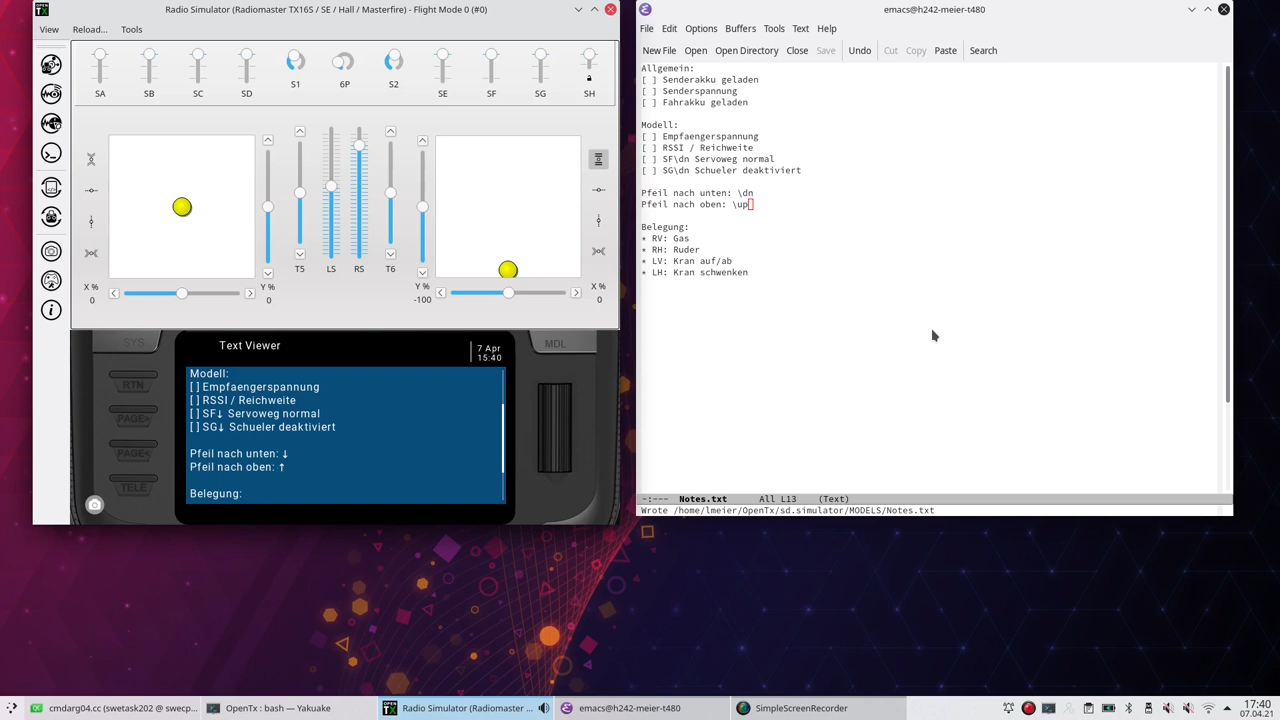 Radio Simulator (Radiomaster TX16S / SE / Hall / Masterfire) - Flight Mode 0 (#0)
View Reload... Tools
SA SB SC SD S1 6P S2 SE SF SG SH
T5 LS RS T6
X % Y % Y % X %
0 0 -100 0
SYS
MDL
Text Viewer
7 Apr
15:40
RTN
PAGE>
PAGE<
TELE
Modell:
[ ] Empfaengerspannung
[ ] RSSI / Reichweite
[ ] SF↓ Servoweg normal
[ ] SG↓ Schueler deaktiviert
Pfeil nach unten: ↓
Pfeil nach oben: ↑
Belegung:
emacs@h242-meier-t480
File Edit Options Buffers Tools Text Help
New File Open Open Directory Close Save Undo Cut Copy Paste Search
Allgemein:
[ ] Senderakku geladen
[ ] Senderspannung
[ ] Fahrakku geladen
Modell:
[ ] Empfaengerspannung
[ ] RSSI / Reichweite
[ ] SF\dn Servoweg normal
[ ] SG\dn Schueler deaktiviert
Pfeil nach unten: \dn
Pfeil nach oben: \up
Belegung:
* RV: Gas
* RH: Ruder
* LV: Kran auf/ab
* LH: Kran schwenken
-:--- Notes.txt All L13 (Text)
Wrote /home/lmeier/OpenTx/sd.simulator/MODELS/Notes.txt
cmdarg04.cc (swetask202 @ swecp... OpenTx : bash — Yakuake Radio Simulator (Radiomaster ... emacs@h242-meier-t480 SimpleScreenRecorder
17:40
07.04.21